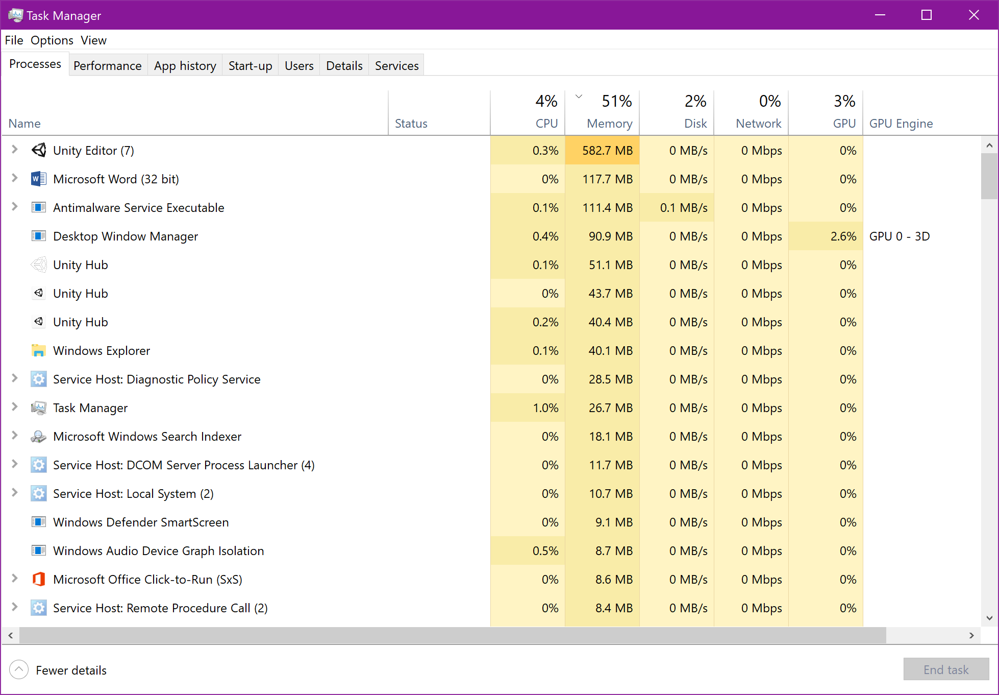 Task Manager
File Options View
Processes Performance App history Start-up Users Details Services
4% 51% 2% 0% 3%
Name Status CPU Memory Disk Network GPU GPU Engine
Unity Editor (7) 0.3% 582.7 MB 0 MB/s 0 Mbps 0%
Microsoft Word (32 bit) 0% 117.7 MB 0 MB/s 0 Mbps 0%
Antimalware Service Executable 0.1% 111.4 MB 0.1 MB/s 0 Mbps 0%
Desktop Window Manager 0.4% 90.9 MB 0 MB/s 0 Mbps 2.6% GPU 0 - 3D
Unity Hub 0.1% 51.1 MB 0 MB/s 0 Mbps 0%
Unity Hub 0% 43.7 MB 0 MB/s 0 Mbps 0%
Unity Hub 0.2% 40.4 MB 0 MB/s 0 Mbps 0%
Windows Explorer 0.1% 40.1 MB 0 MB/s 0 Mbps 0%
Service Host: Diagnostic Policy Service 0% 28.5 MB 0 MB/s 0 Mbps 0%
Task Manager 1.0% 26.7 MB 0 MB/s 0 Mbps 0%
Microsoft Windows Search Indexer 0% 18.1 MB 0 MB/s 0 Mbps 0%
Service Host: DCOM Server Process Launcher (4) 0% 11.7 MB 0 MB/s 0 Mbps 0%
Service Host: Local System (2) 0% 10.7 MB 0 MB/s 0 Mbps 0%
Windows Defender SmartScreen 0% 9.1 MB 0 MB/s 0 Mbps 0%
Windows Audio Device Graph Isolation 0.5% 8.7 MB 0 MB/s 0 Mbps 0%
Microsoft Office Click-to-Run (SxS) 0% 8.6 MB 0 MB/s 0 Mbps 0%
Service Host: Remote Procedure Call (2) 0% 8.4 MB 0 MB/s 0 Mbps 0%
Fewer details End task